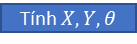 Tính X, Y, θ